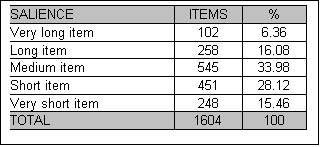 SALIENCE ITEMS %
Very long item 102 6.36
Long item 258 16.08
Medium item 545 33.98
Short item 451 28.12
Very short item 248 15.46
TOTAL 1604 100